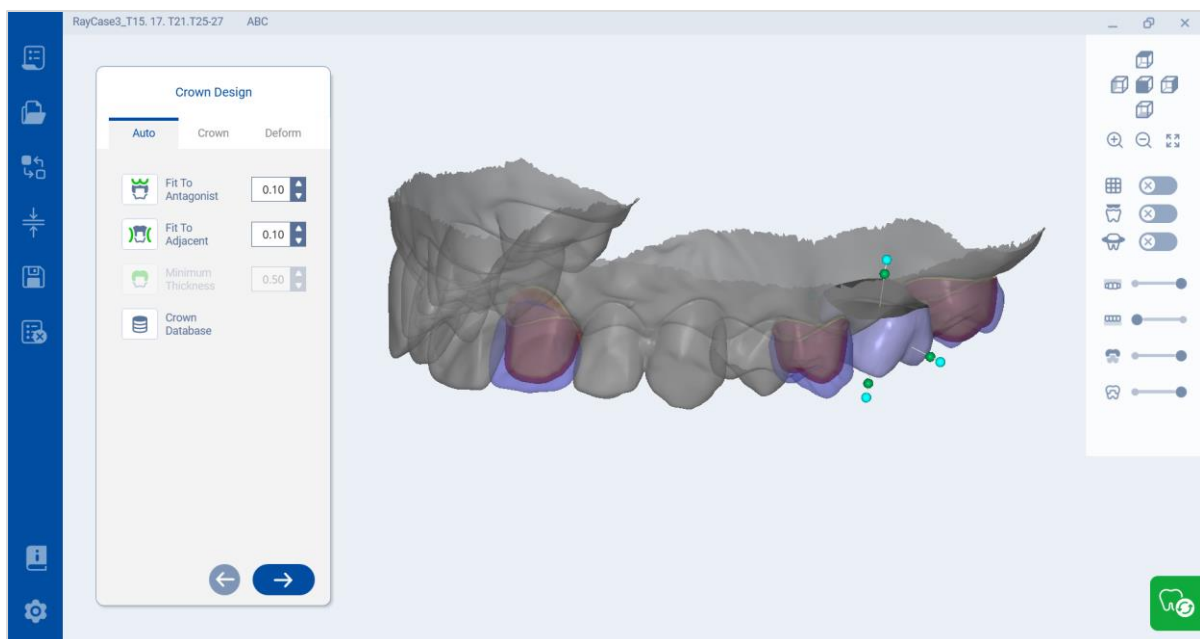 RayCase3_T15. 17. T21.T25-27 ABC
Crown Design
Auto Crown Deform
Fit To
Antagonist
0.10
Fit To
Adjacent
0.10
Minimum
Thickness
0.50
Crown
Database